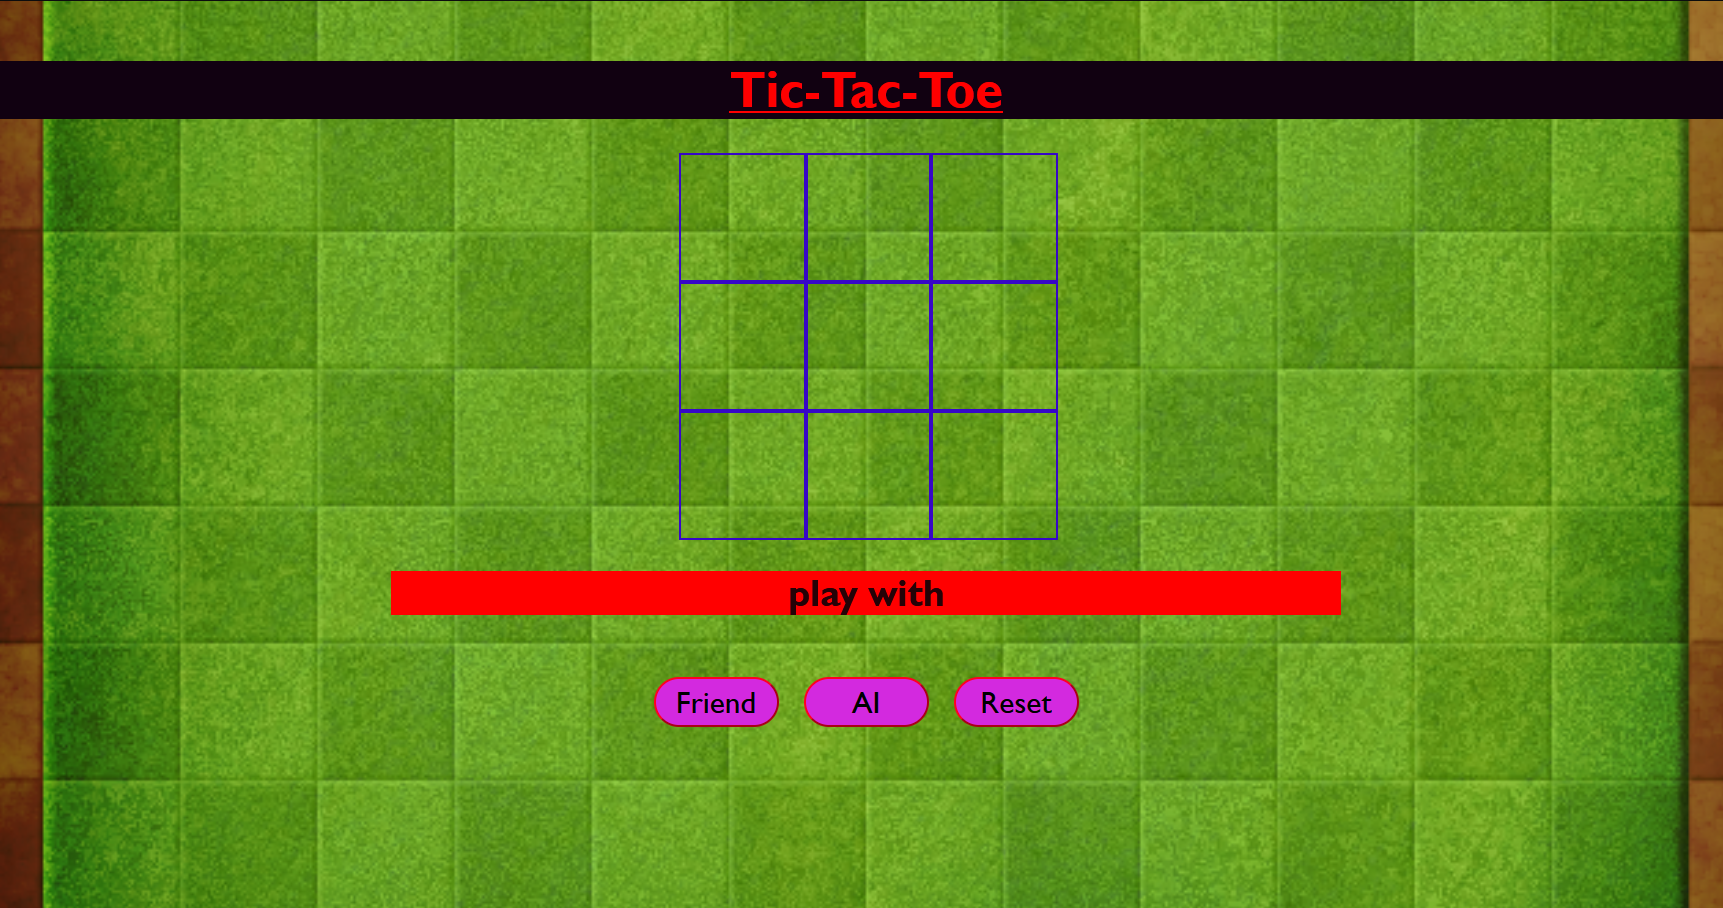 Tic-Tac-Toe
play with
Friend
AI
Reset